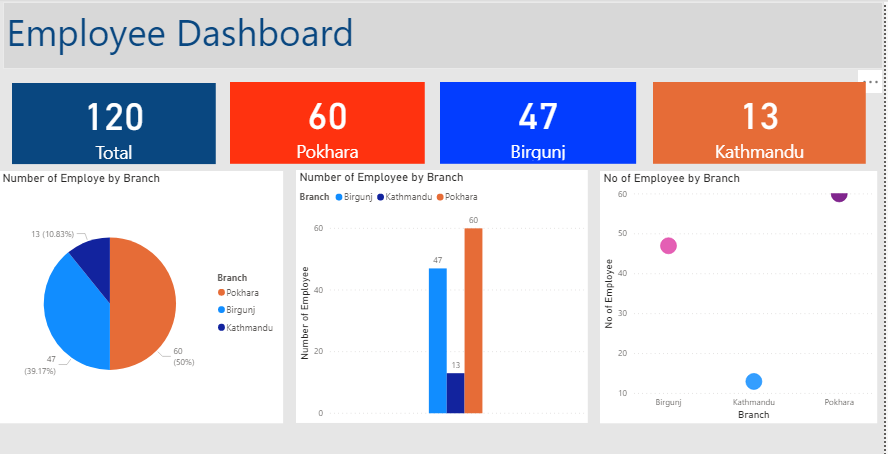 Employee Dashboard
120
Total
60
Pokhara
47
Birgunj
13
Kathmandu
Number of Employe by Branch
13 (10.83%)
47
(39.17%)
60
(50%)
Branch
Pokhara
Birgunj
Kathmandu
Number of Employee by Branch
Branch Birgunj Kathmandu Pokhara
Number of Employee
60
40
20
0
47
13
60
No of Employee by Branch
No of Employee
60
50
40
30
20
10
Birgunj Kathmandu Pokhara
Branch